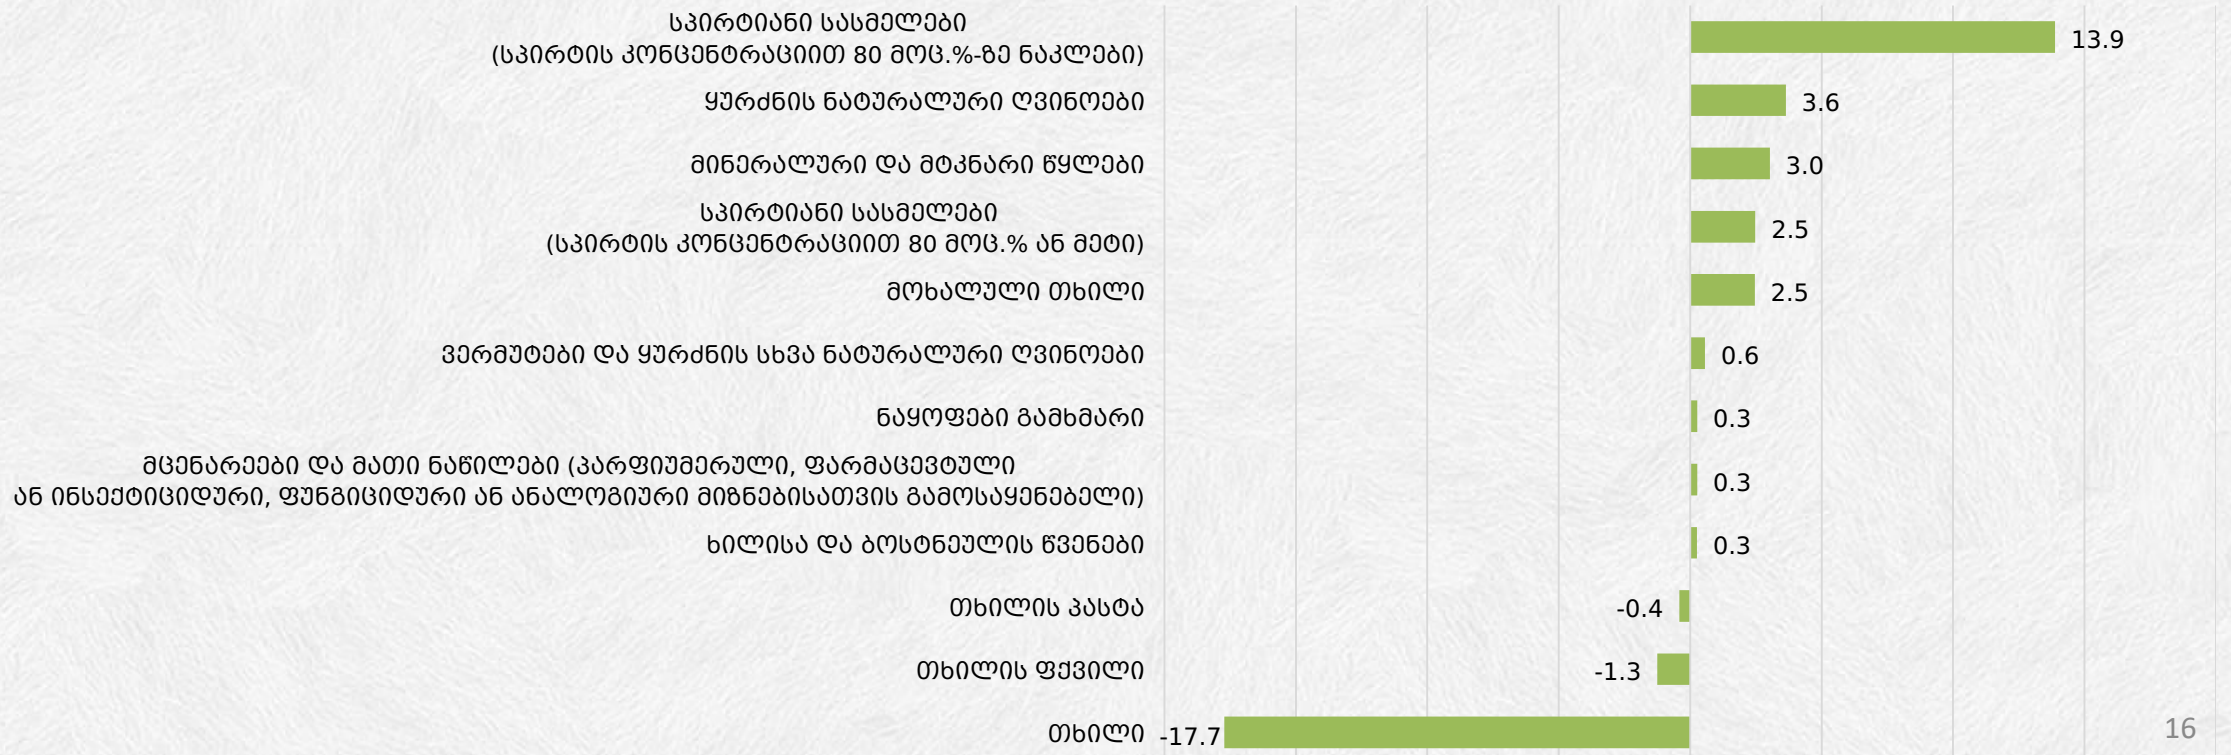 სპირტიანი სასმელები
(სპირტის კონცენტრაციით 80 მოც.%-ზე ნაკლები)
13.9
ყურძნის ნატურალური ღვინოები
3.6
მინერალური და მტკნარი წყლები
3.0
სპირტიანი სასმელები
(სპირტის კონცენტრაციით 80 მოც.% ან მეტი)
2.5
მოხალული თხილი
2.5
ვერმუტები და ყურძნის სხვა ნატურალური ღვინოები
0.6
ნაყოფები გამხმარი
0.3
მცენარეები და მათი ნაწილები (პარფიუმერული, ფარმაცევტული
ან ინსექტიციდური, ფუნგიციდური ან ანალოგიური მიზნებისათვის გამოსაყენებელი)
0.3
ხილისა და ბოსტნეულის წვენები
0.3
თხილის პასტა
-0.4
თხილის ფქვილი
-1.3
თხილი
-17.7
16